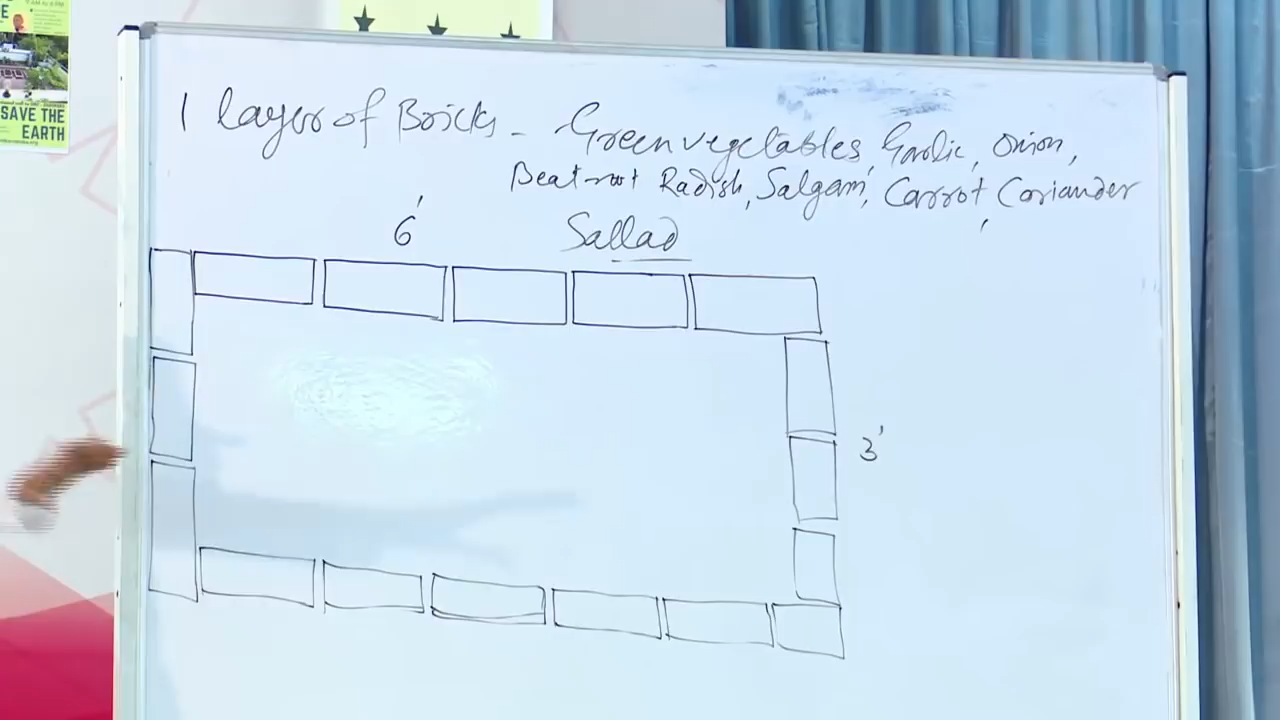 SAVE THE
EARTH
1 layer of Bricks - Green vegetables, Garlic, Onion,
Beatroot Radish, Salgam, Carrot, Coriander
Sallad
6'
3'